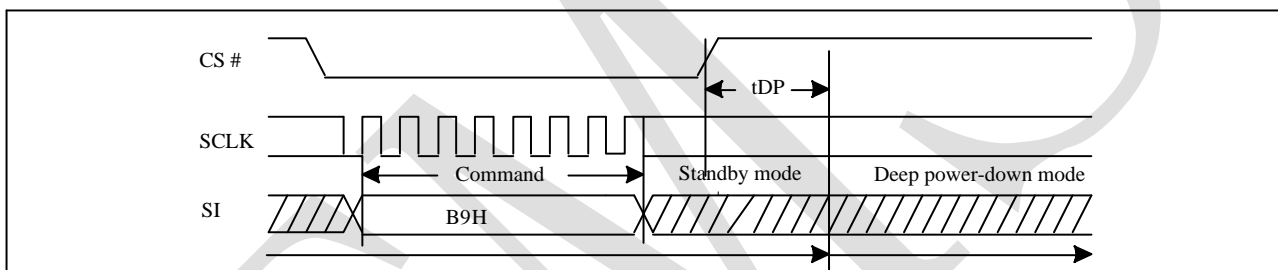 CS #
tDP
SCLK
Command
Standby mode
Deep power-down mode
SI
B9H